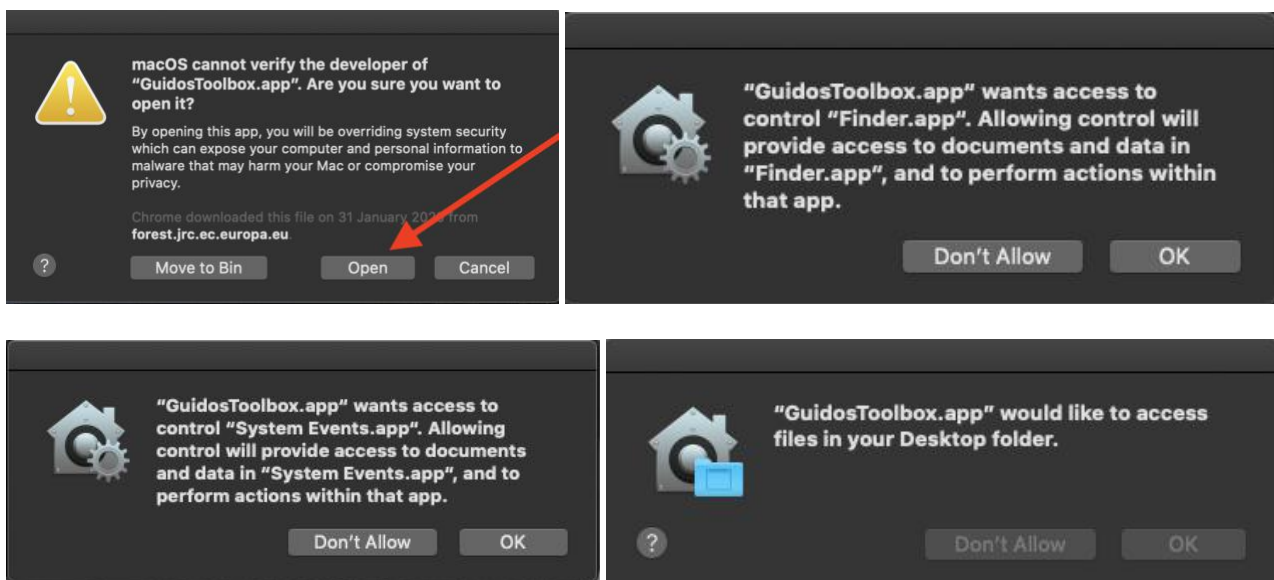 macOS cannot verify the developer of
“GuidosToolbox.app”. Are you sure you want to
open it?
By opening this app, you will be overriding system security
which can expose your computer and personal information to
malware that may harm your Mac or compromise your
privacy.
Chrome downloaded this file on 31 January from
forest.jrc.ec.europa.eu.
?
Move to Bin
Open
Cancel
“GuidosToolbox.app” wants access to
control “Finder.app”. Allowing control will
provide access to documents and data in
“Finder.app”, and to perform actions within
that app.
Don’t Allow
OK
“GuidosToolbox.app” wants access to
control “System Events.app”. Allowing
control will provide access to documents
and data in “System Events.app”, and to
perform actions within that app.
Don’t Allow
OK
“GuidosToolbox.app” would like to access
files in your Desktop folder.
?
Don’t Allow
OK